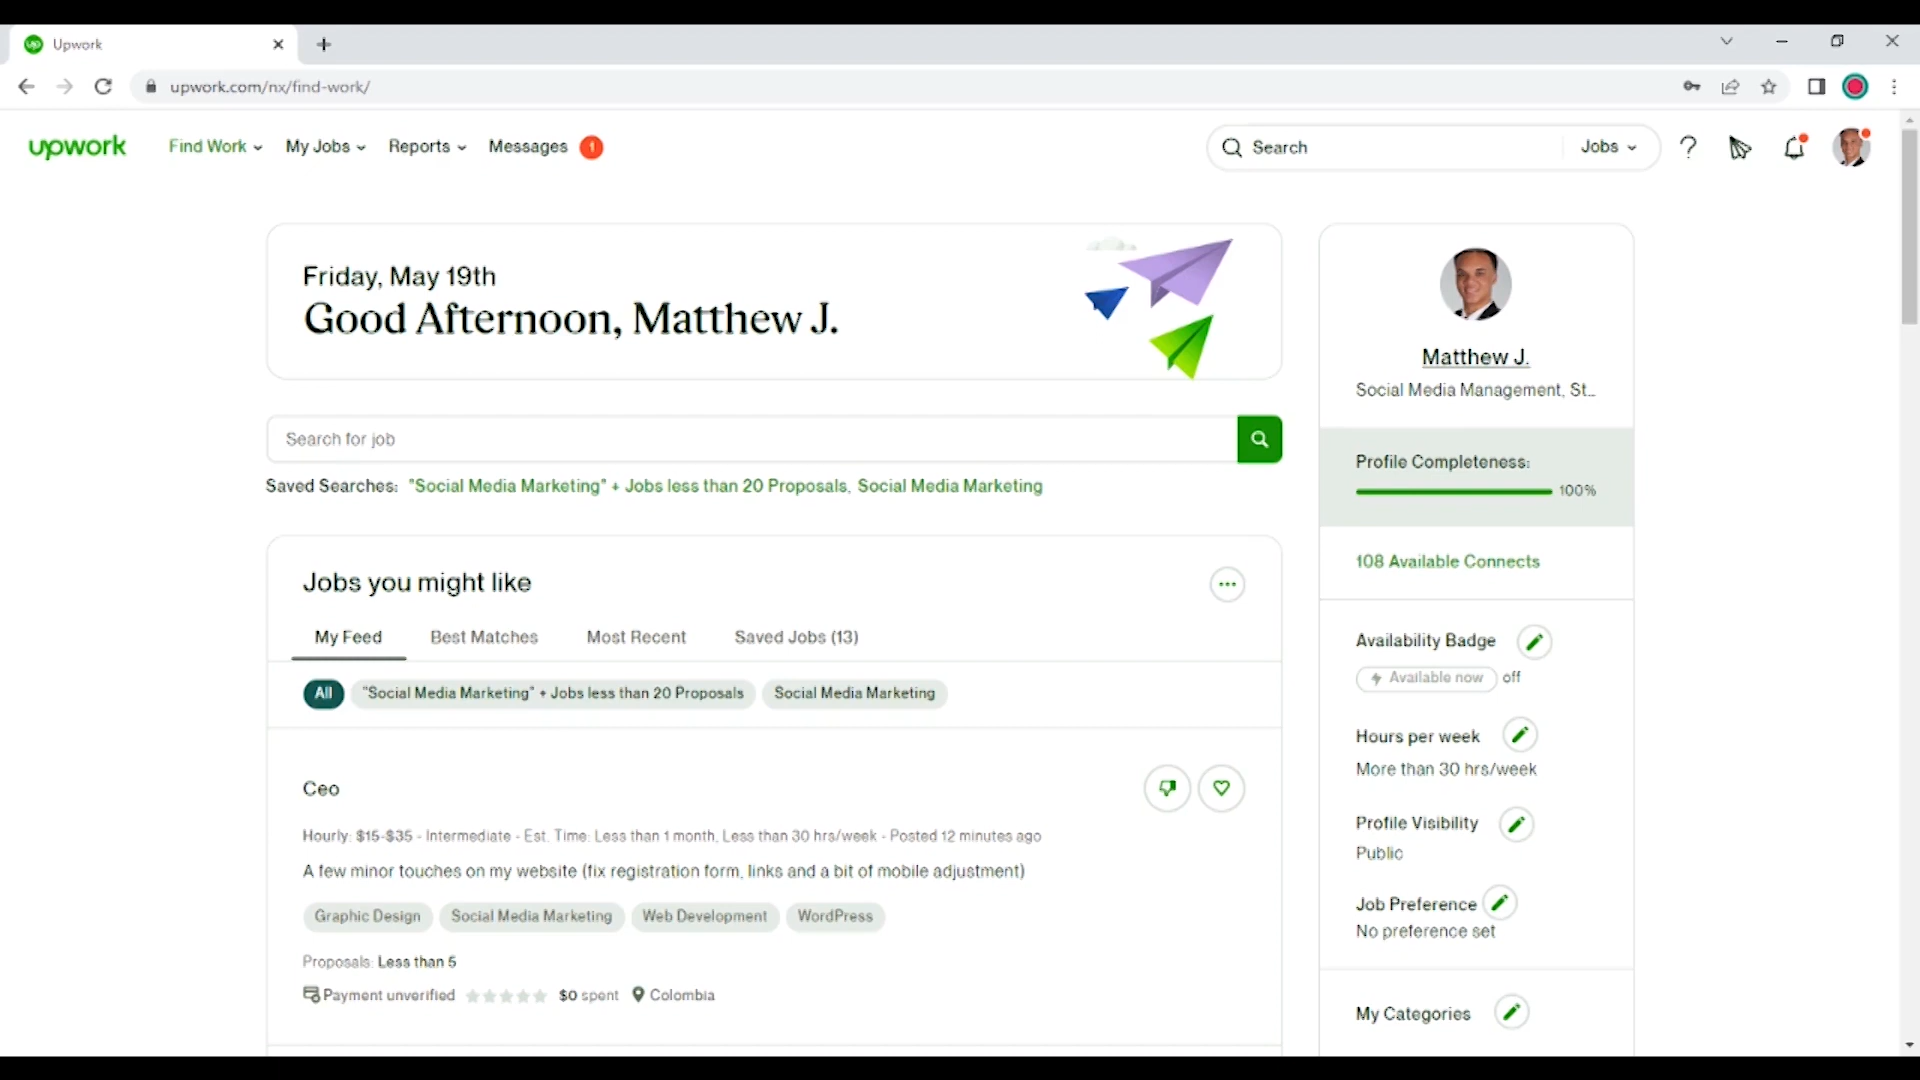 Upwork
upwork.com/nx/find-work/
upwork
Find Work
My Jobs
Reports
Messages
1
Search
Jobs
Friday, May 19th
Good Afternoon, Matthew J.
Search for job
Saved Searches: "Social Media Marketing" + Jobs less than 20 Proposals, Social Media Marketing
Jobs you might like
My Feed
Best Matches
Most Recent
Saved Jobs (13)
All
"Social Media Marketing" + Jobs less than 20 Proposals
Social Media Marketing
Ceo
Hourly: $15-$35 - Intermediate - Est. Time: Less than 1 month, Less than 30 hrs/week - Posted 12 minutes ago
A few minor touches on my website (fix registration form, links and a bit of mobile adjustment)
Graphic Design
Social Media Marketing
Web Development
WordPress
Proposals: Less than 5
Payment unverified $0 spent Colombia
Matthew J.
Social Media Management, St...
Profile Completeness:
100%
108 Available Connects
Availability Badge
Available now off
Hours per week
More than 30 hrs/week
Profile Visibility
Public
Job Preference
No preference set
My Categories